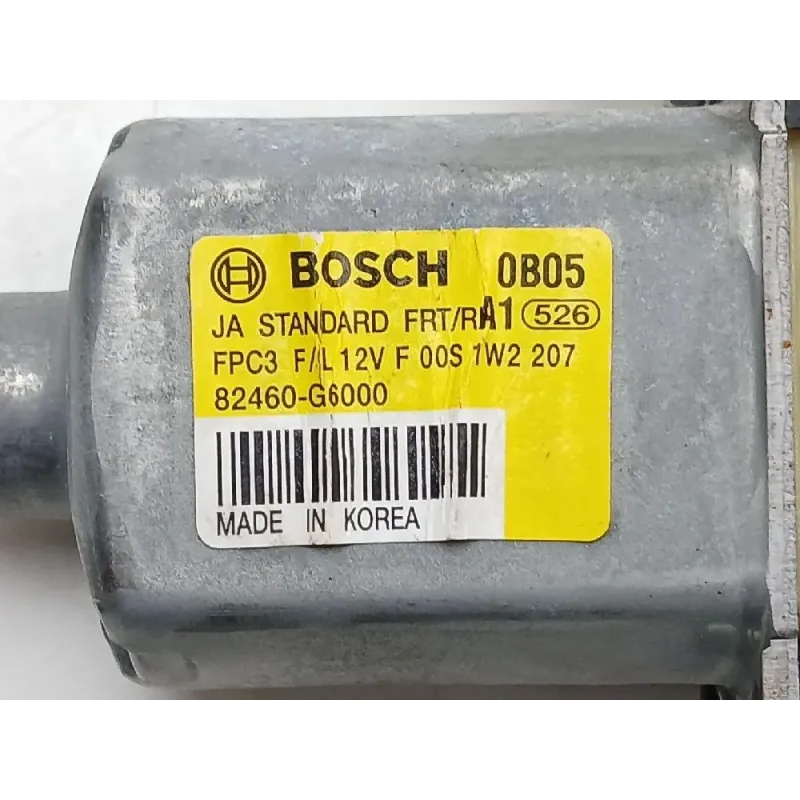 BOSCH 0B05
JA STANDARD FRT/RH A1 526
FPC3 F/L 12V F 00S 1W2 207
82460-G6000
MADE IN KOREA